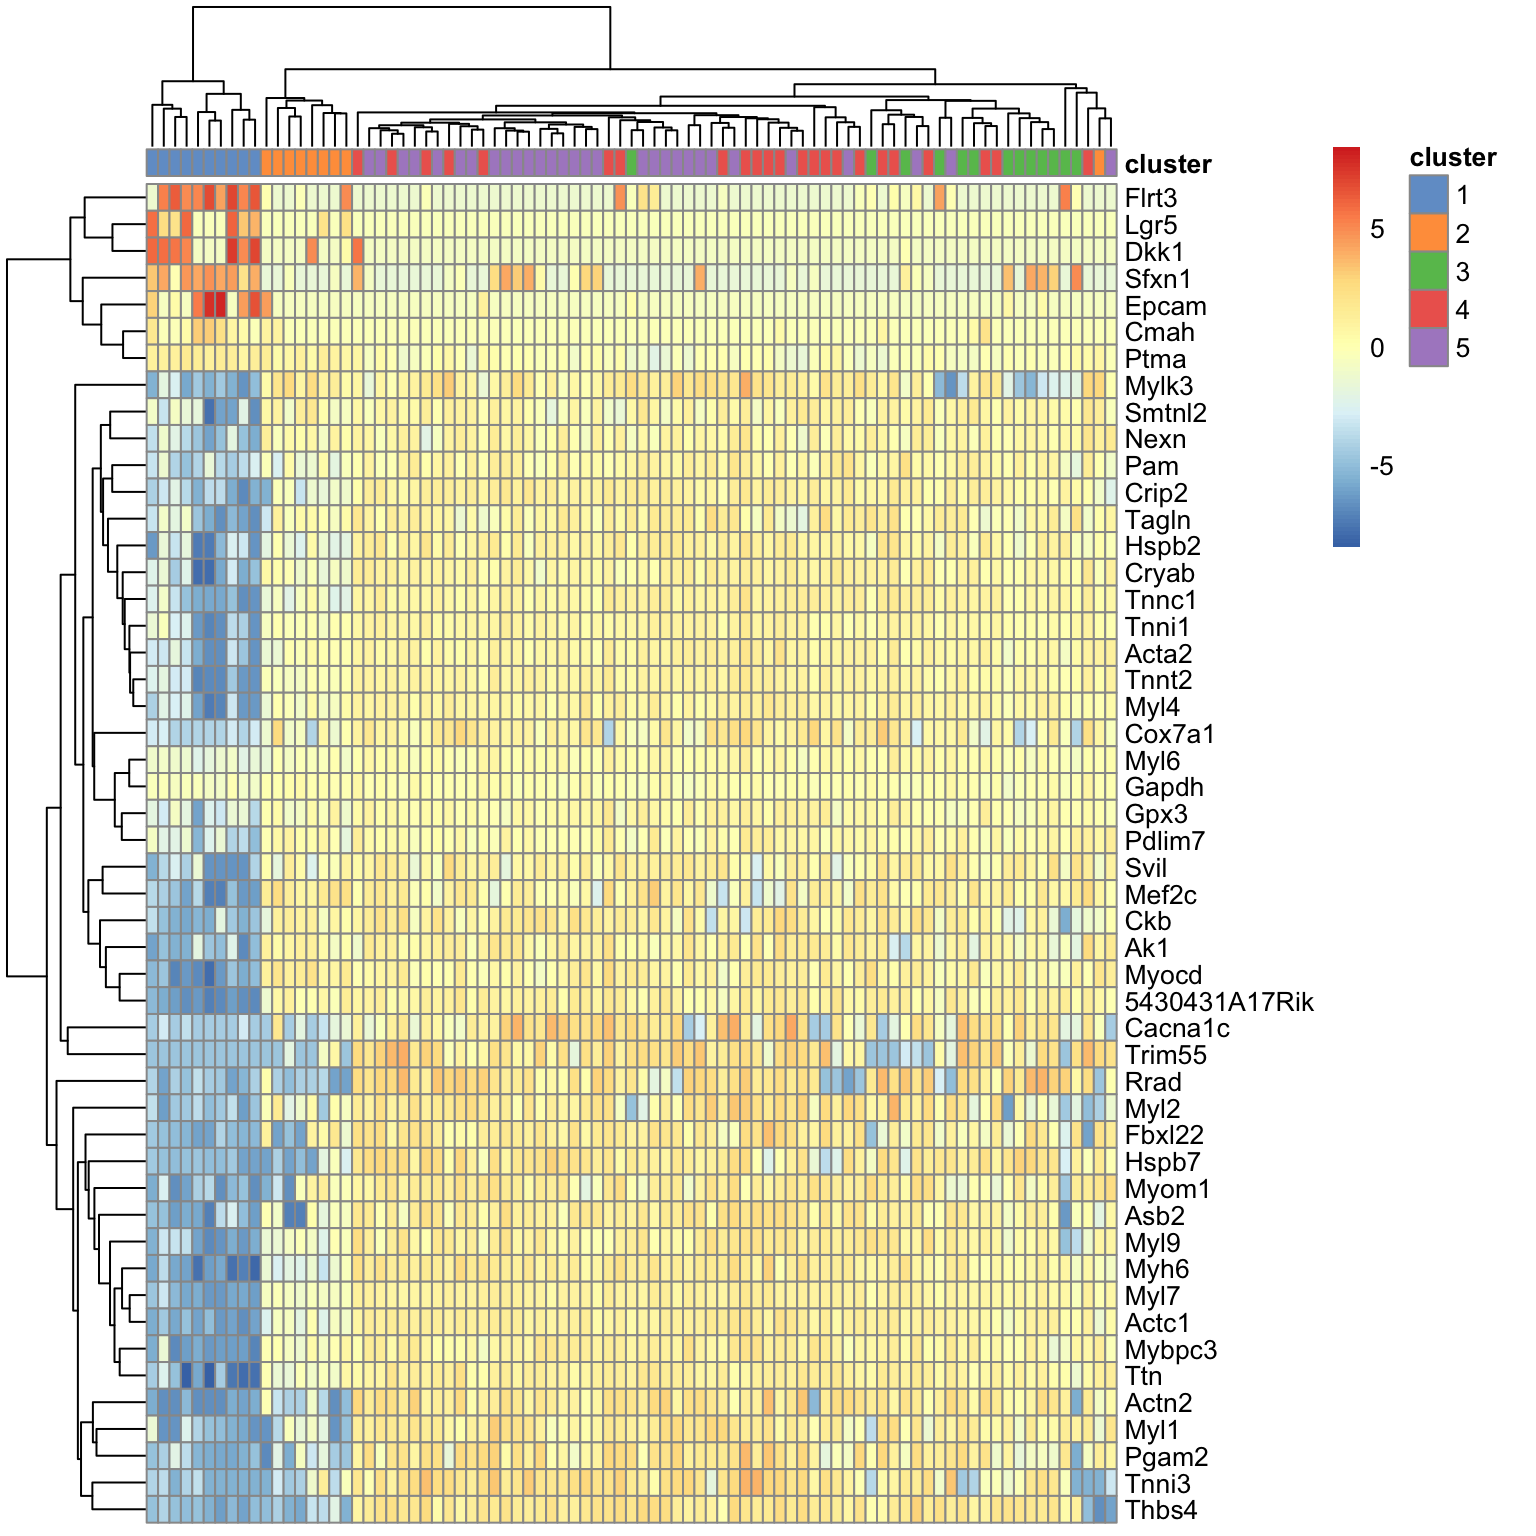 cluster
Flrt3
Lgr5
Dkk1
Sfxn1
Epcam
Cmah
Ptma
Mylk3
Smtnl2
Nexn
Pam
Crip2
Tagln
Hspb2
Cryab
Tnnc1
Tnni1
Acta2
Tnnt2
Myl4
Cox7a1
Myl6
Gapdh
Gpx3
Pdlim7
Svil
Mef2c
Ckb
Ak1
Myocd
5430431A17Rik
Cacna1c
Trim55
Rrad
Myl2
Fbxl22
Hspb7
Myom1
Asb2
Myl9
Myh6
Myl7
Actc1
Mybpc3
Ttn
Actn2
Myl1
Pgam2
Tnni3
Thbs4
5
0
-5
cluster
1
2
3
4
5